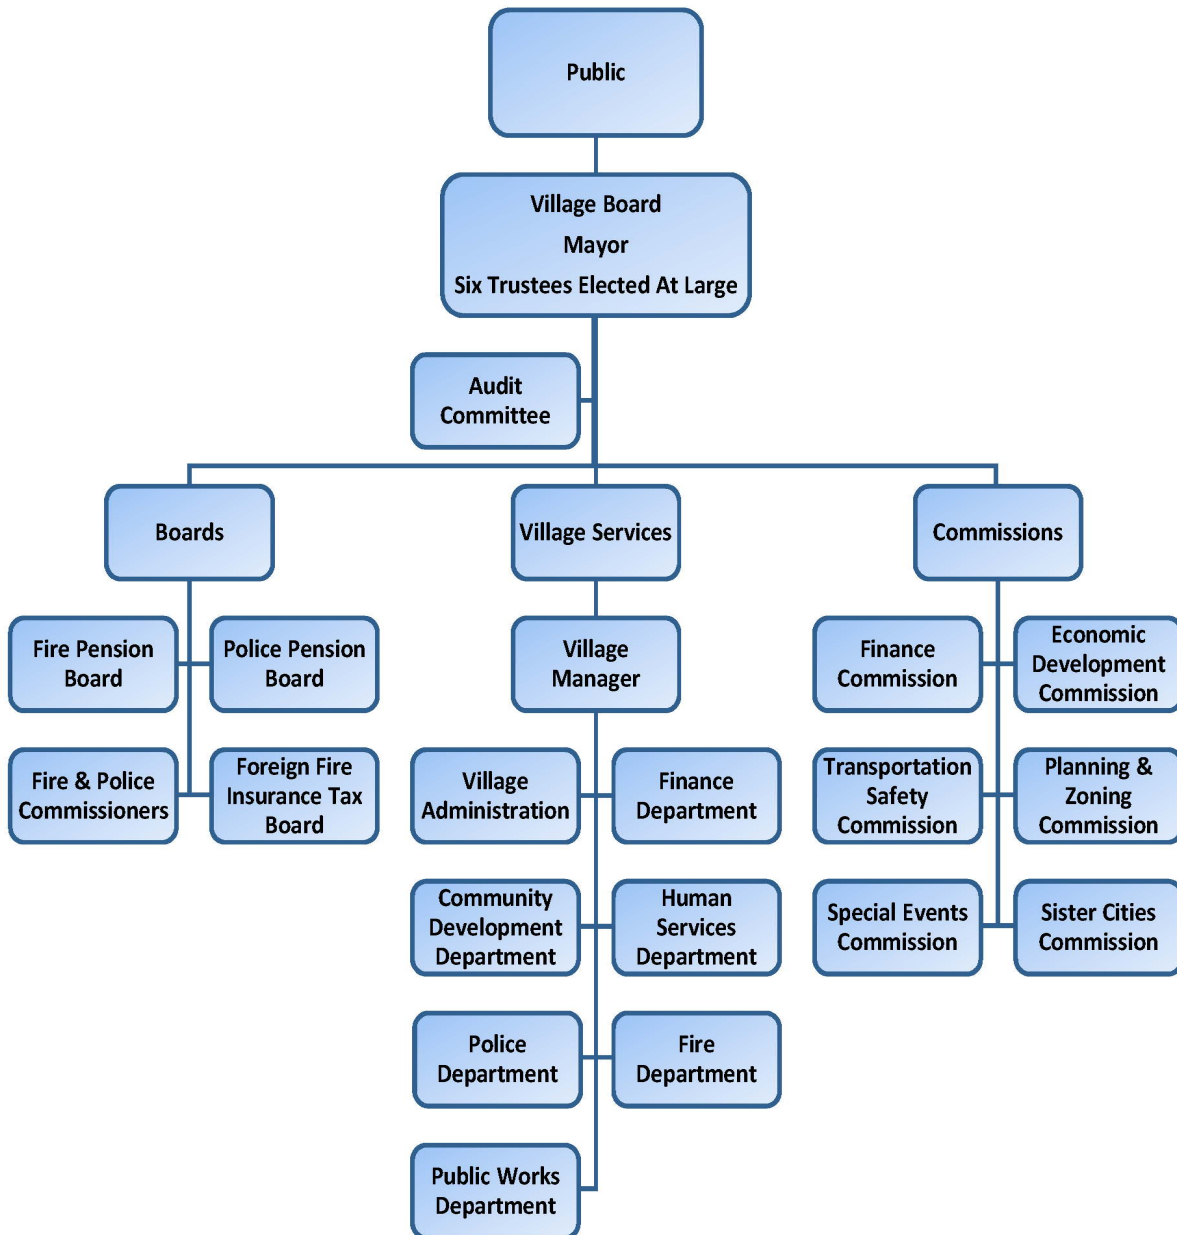 Public
Village Board
Mayor
Six Trustees Elected At Large
Audit
Committee
Boards
Village Services
Commissions
Fire Pension
Board
Police Pension
Board
Village
Manager
Finance
Commission
Economic
Development
Commission
Fire & Police
Commissioners
Foreign Fire
Insurance Tax
Board
Village
Administration
Finance
Department
Transportation
Safety
Commission
Planning &
Zoning
Commission
Community
Development
Department
Human
Services
Department
Special Events
Commission
Sister Cities
Commission
Police
Department
Fire
Department
Public Works
Department